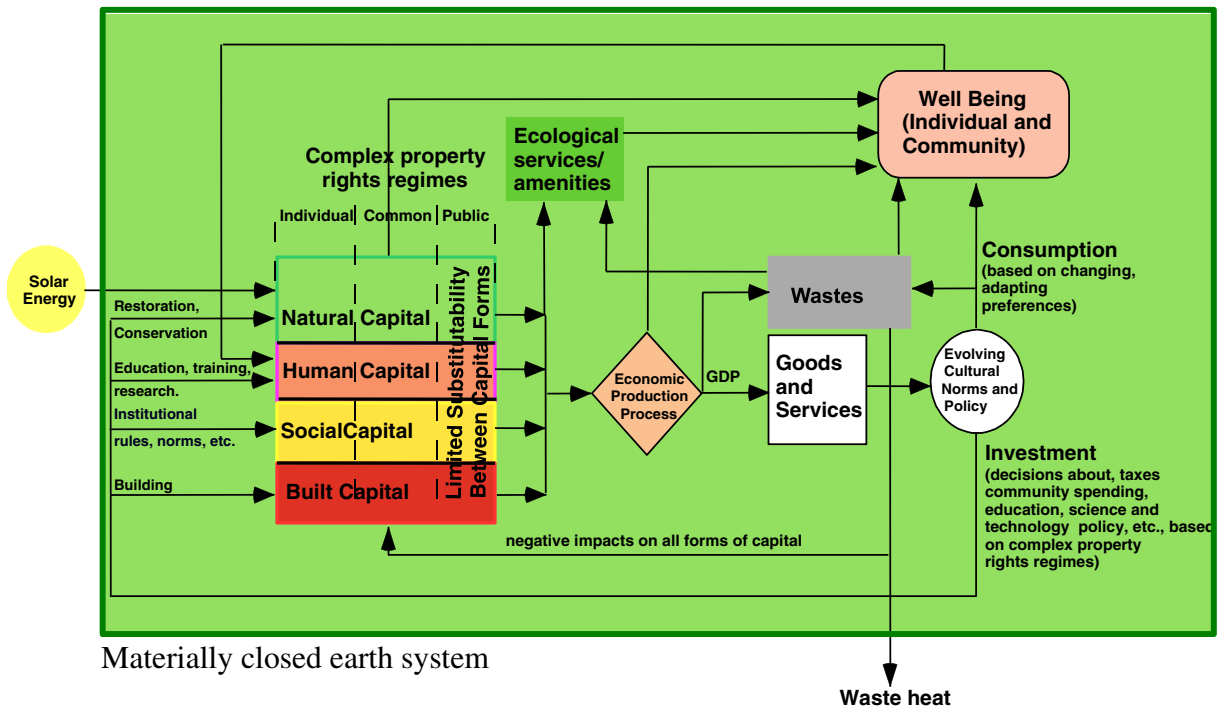 Well Being
(Individual and
Community)
Ecological
services/
amenities
Complex property
rights regimes
Individual
Common
Public
Solar
Energy
Restoration,
Conservation
Education, training,
research.
Institutional
rules, norms, etc.
Building
Natural Capital
Human Capital
SocialCapital
Built Capital
Limited Substitutability
Between Capital Forms
Economic
Production
Process
GDP
Wastes
Goods
and
Services
Evolving
Cultural
Norms and
Policy
Consumption
(based on changing,
adapting
preferences)
Investment
(decisions about, taxes
community spending,
education, science and
technology policy, etc., based
on complex property
rights regimes)
negative impacts on all forms of capital
Materially closed earth system
Waste heat